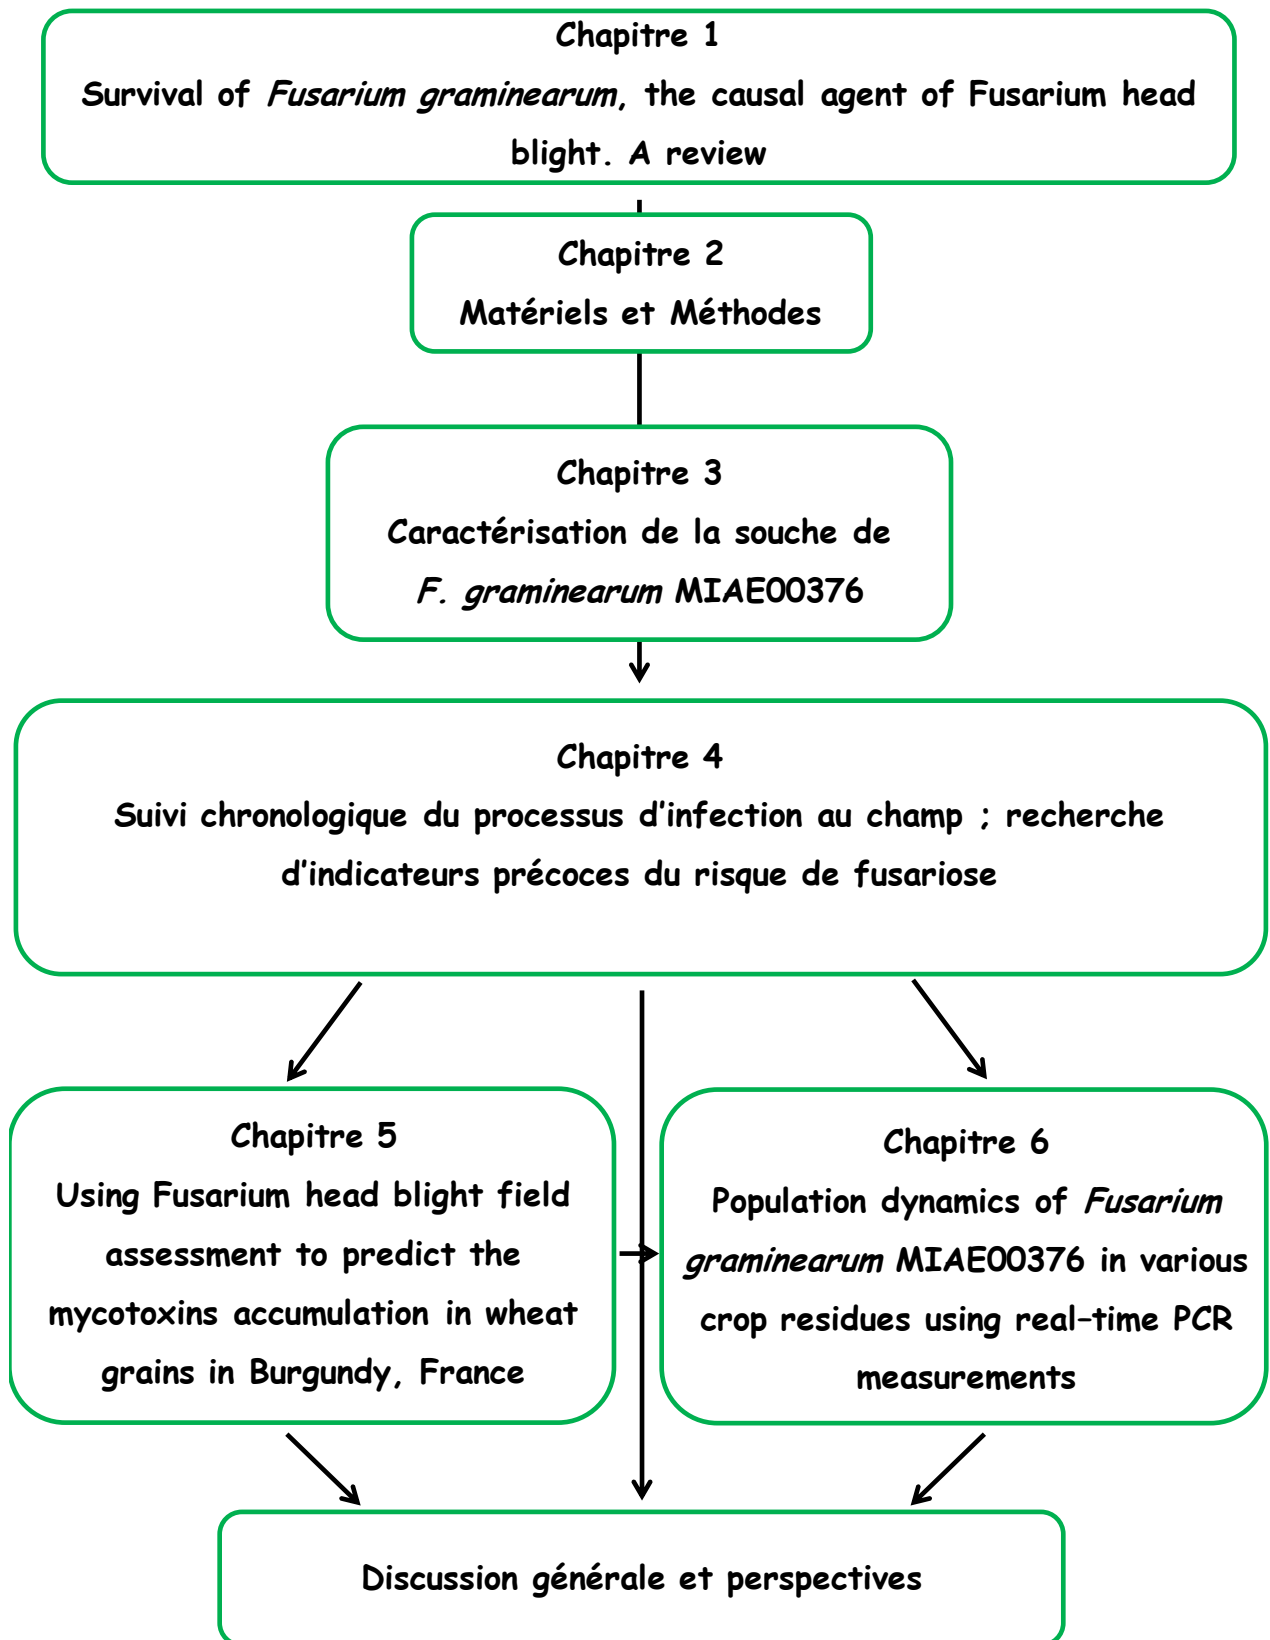 Chapitre 1
Survival of Fusarium graminearum, the causal agent of Fusarium head
blight. A review
Chapitre 2
Matériels et Méthodes
Chapitre 3
Caractérisation de la souche de
F. graminearum MIAE00376
Chapitre 4
Suivi chronologique du processus d'infection au champ ; recherche
d'indicateurs précoces du risque de fusariose
Chapitre 5
Using Fusarium head blight field
assessment to predict the
mycotoxins accumulation in wheat
grains in Burgundy, France
Chapitre 6
Population dynamics of Fusarium
graminearum MIAE00376 in various
crop residues using real-time PCR
measurements
Discussion générale et perspectives